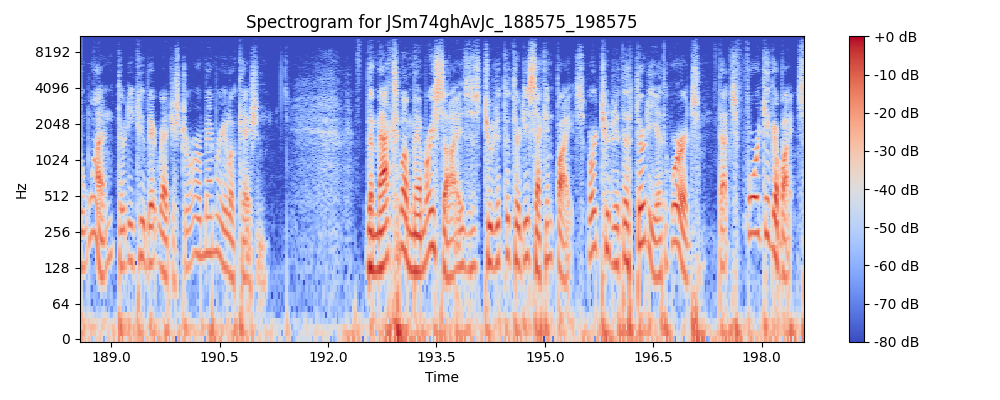 Spectrogram for JSm74ghAvJc_188575_198575
8192
4096
2048
1024
512
256
128
64
0
Hz
189.0 190.5 192.0 193.5 195.0 196.5 198.0
Time
+0 dB
-10 dB
-20 dB
-30 dB
-40 dB
-50 dB
-60 dB
-70 dB
-80 dB